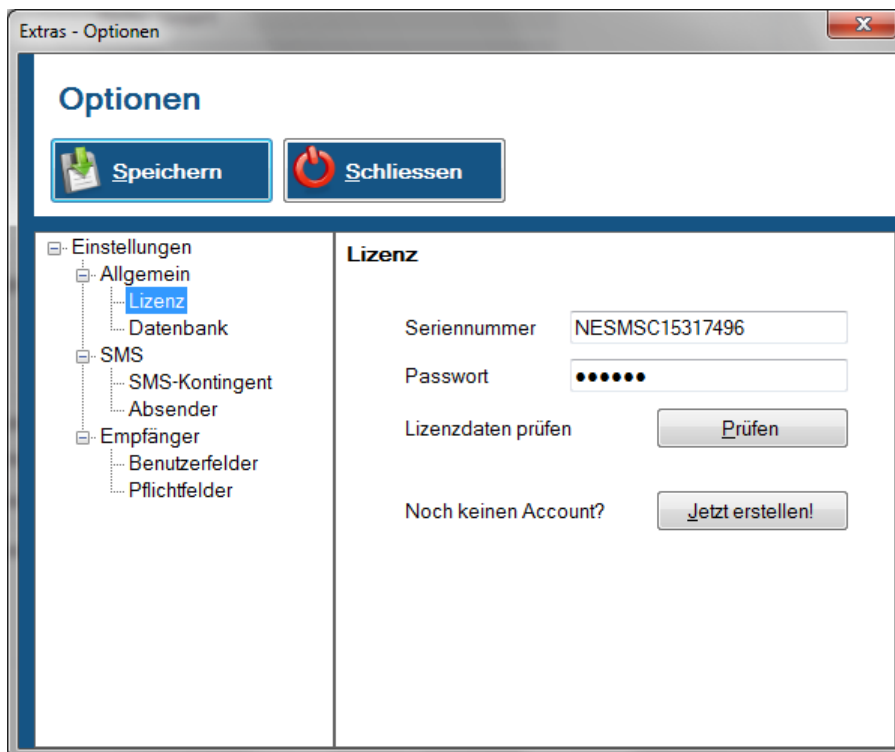 Extras - Optionen
Optionen
Speichern
Schliessen
Einstellungen
Allgemein
Lizenz
Datenbank
SMS
SMS-Kontingent
Absender
Empfänger
Benutzerfelder
Pflichtfelder
Lizenz
Seriennummer NESMSC15317496
Passwort ●●●●●●
Lizenzdaten prüfen Prüfen
Noch keinen Account? Jetzt erstellen!